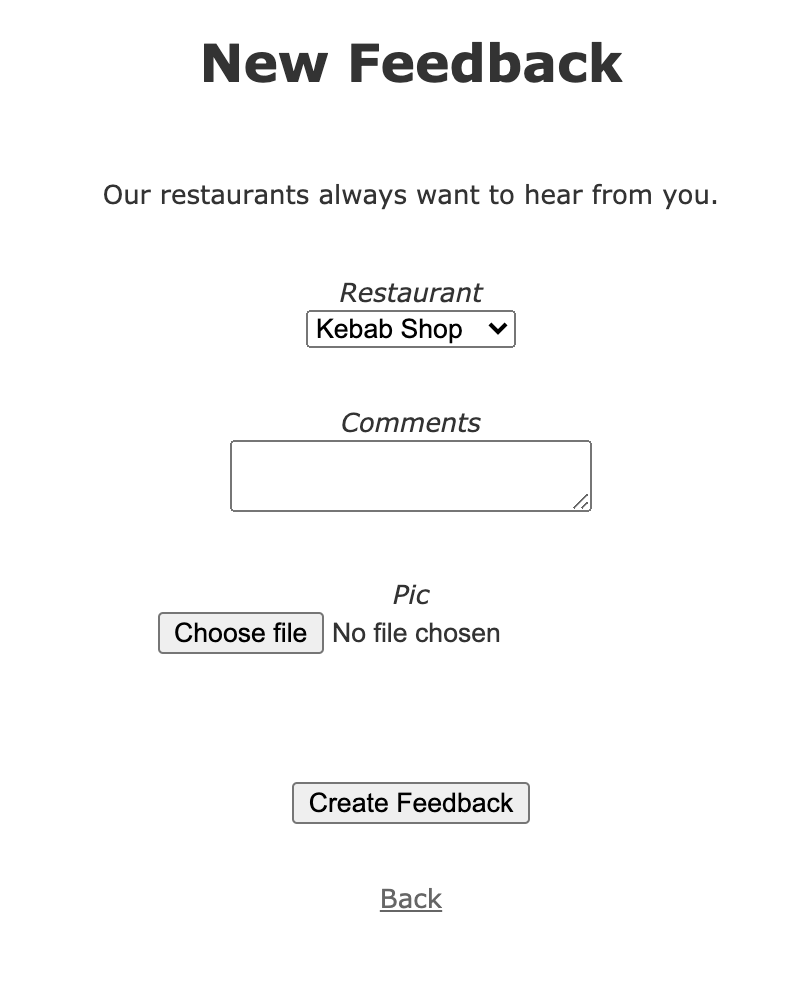 New Feedback
Our restaurants always want to hear from you.
Restaurant
Kebab Shop
Comments
Pic
Choose file No file chosen
Create Feedback
Back